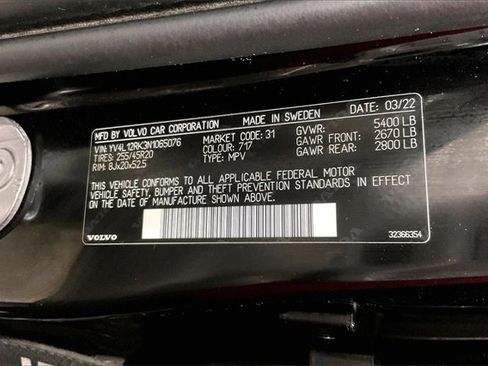 MFD BY VOLVO CAR CORPORATION MADE IN SWEDEN DATE: 03/22
VIN: YV4L12RK3N1065076 MARKET CODE: 31 GVWR: 5400 LB
TIRES: 255/45R20 COLOUR: 717 GAWR FRONT: 2670 LB
RIM: 8Jx20x52.5 TYPE: MPV GAWR REAR: 2800 LB
THIS VEHICLE CONFORMS TO ALL APPLICABLE FEDERAL MOTOR
VEHICLE SAFETY, BUMPER AND THEFT PREVENTION STANDARDS IN EFFECT
ON THE DATE OF MANUFACTURE SHOWN ABOVE.
VOLVO 32366354